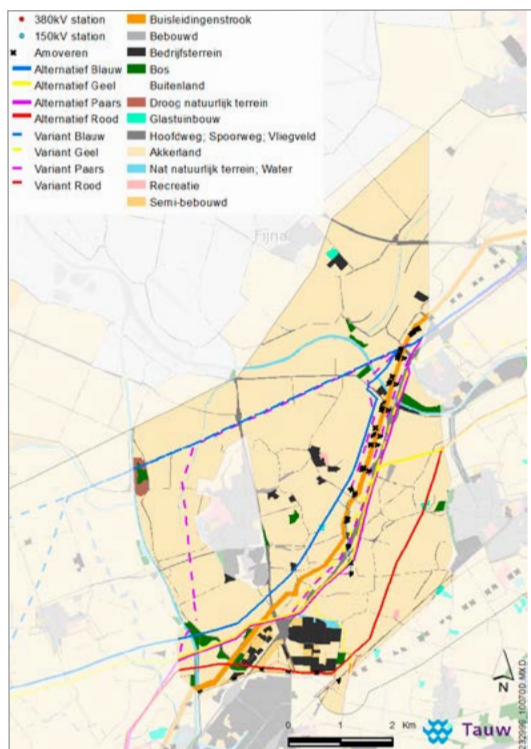 380kV station
150kV station
Amoveren
Alternatief Blauw
Alternatief Geel
Alternatief Paars
Alternatief Rood
Variant Blauw
Variant Geel
Variant Paars
Variant Rood
Buisleidingenstrook
Bebouwd
Bedrijfsterrein
Bos
Buitenland
Droog natuurlijk terrein
Glastuinbouw
Hoofdweg; Spoorweg; Vliegveld
Akkerland
Nat natuurlijk terrein; Water
Recreatie
Semi-bebouwd
Fijna
N
0 1 2 Km
Tauw